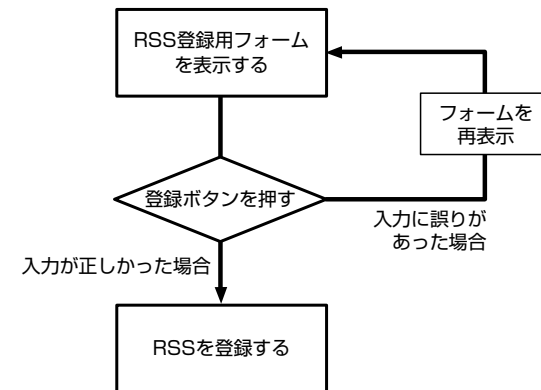 RSS登録用フォーム
を表示する
フォームを
再表示
登録ボタンを押す
入力に誤りが
あった場合
入力が正しかった場合
RSSを登録する